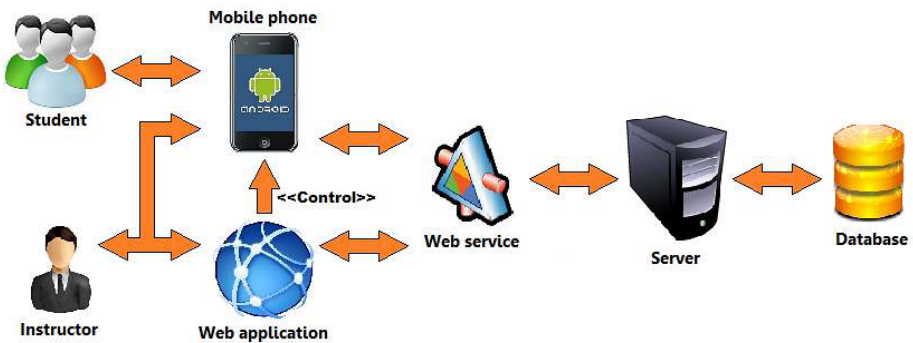 Mobile phone
ANDROID
Student
<<Control>>
Web service
Server
Database
Instructor
Web application